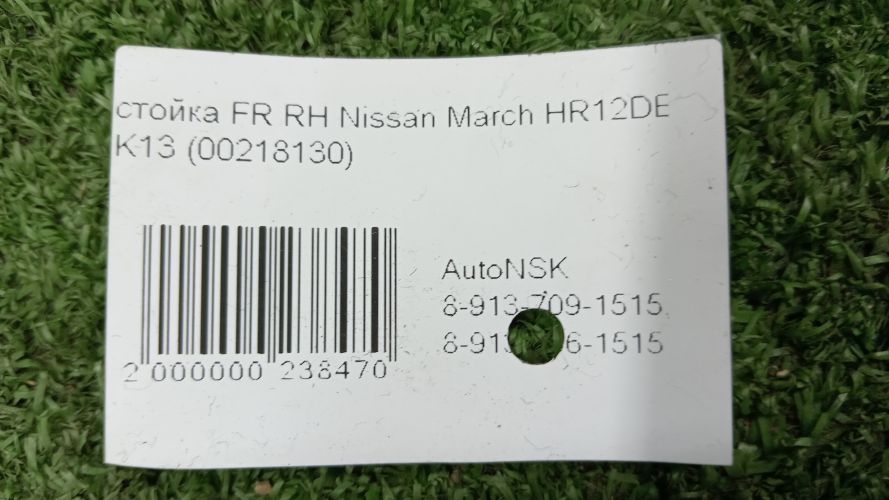 стойка FR RH Nissan March HR12DE
K13 (00218130)
AutoNSK
8-913-709-1515
2 000000 238470